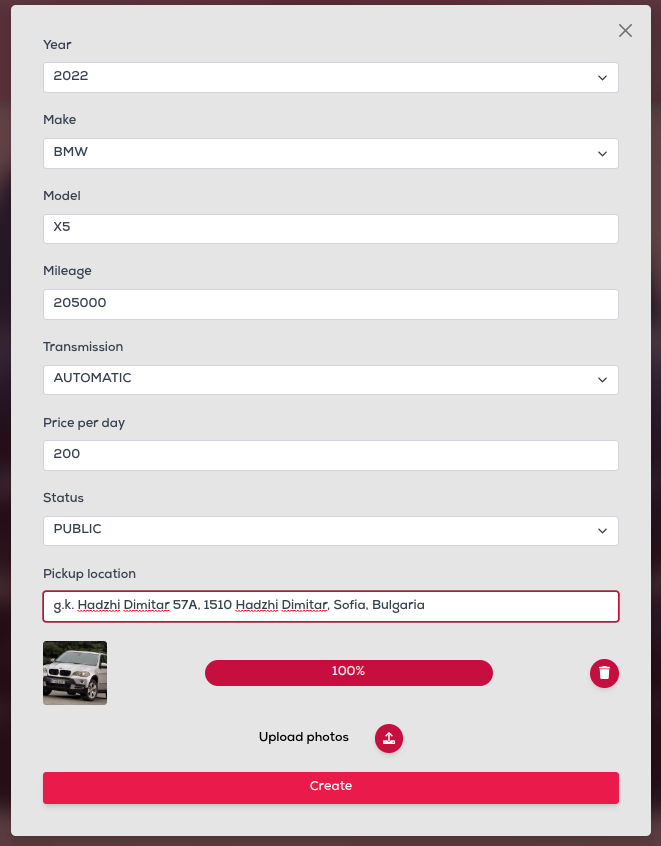 Year
2022
Make
BMW
Model
X5
Mileage
205000
Transmission
AUTOMATIC
Price per day
200
Status
PUBLIC
Pickup location
g.k. Hadzhi Dimitar 57A, 1510 Hadzhi Dimitar, Sofia, Bulgaria
100%
Upload photos
Create